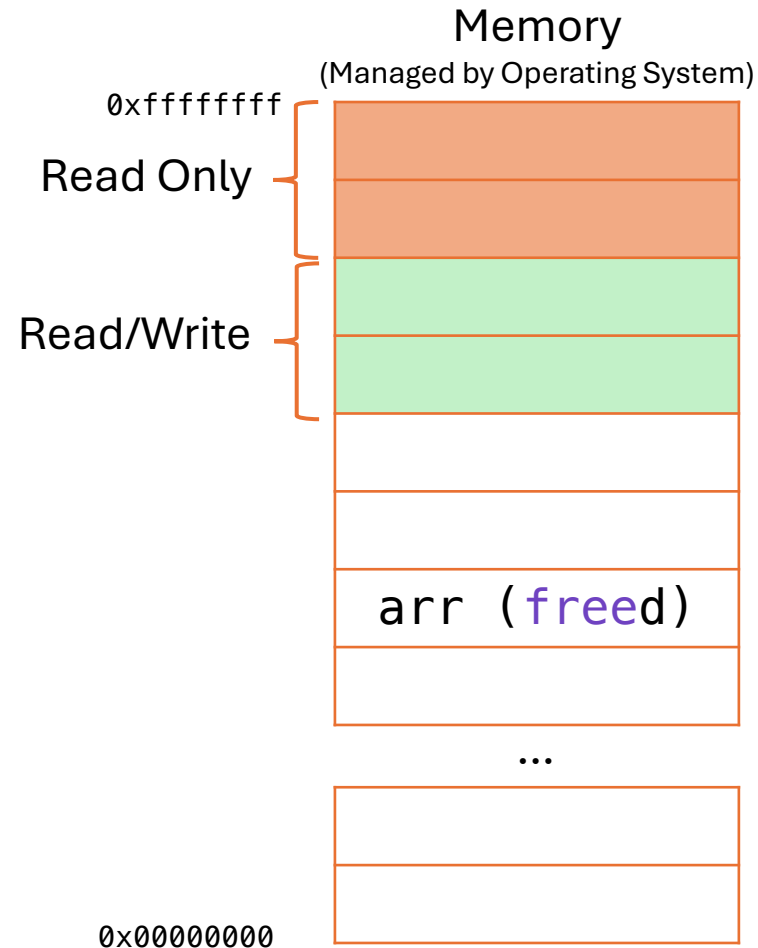 Memory
(Managed by Operating System)
0xffffffff
Read Only
Read/Write
arr (freed)
...
0x00000000